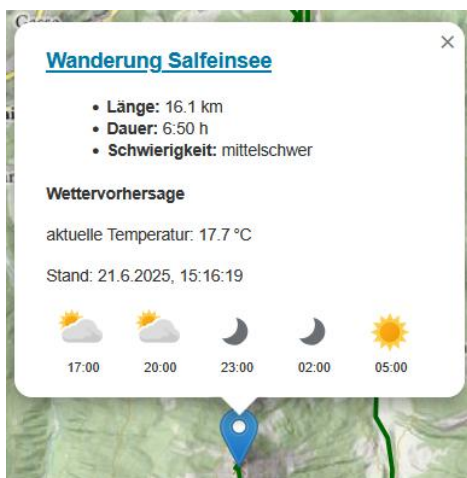 Wanderung Salfeinsee
×
• Länge: 16.1 km
• Dauer: 6:50 h
• Schwierigkeit: mittelschwer
Wettervorhersage
aktuelle Temperatur: 17.7 °C
Stand: 21.6.2025, 15:16:19
17:00 20:00 23:00 02:00 05:00